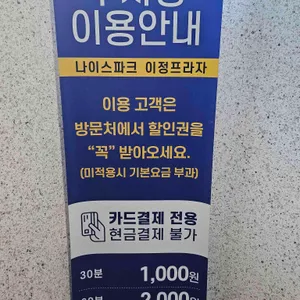 이용안내
나이스파크 이정프라자
이용 고객은
방문처에서 할인권을
“꼭” 받아오세요.
(미적용시 기본요금 부과)
카드결제 전용
현금결제 불가
30분 1,000원
2,000원